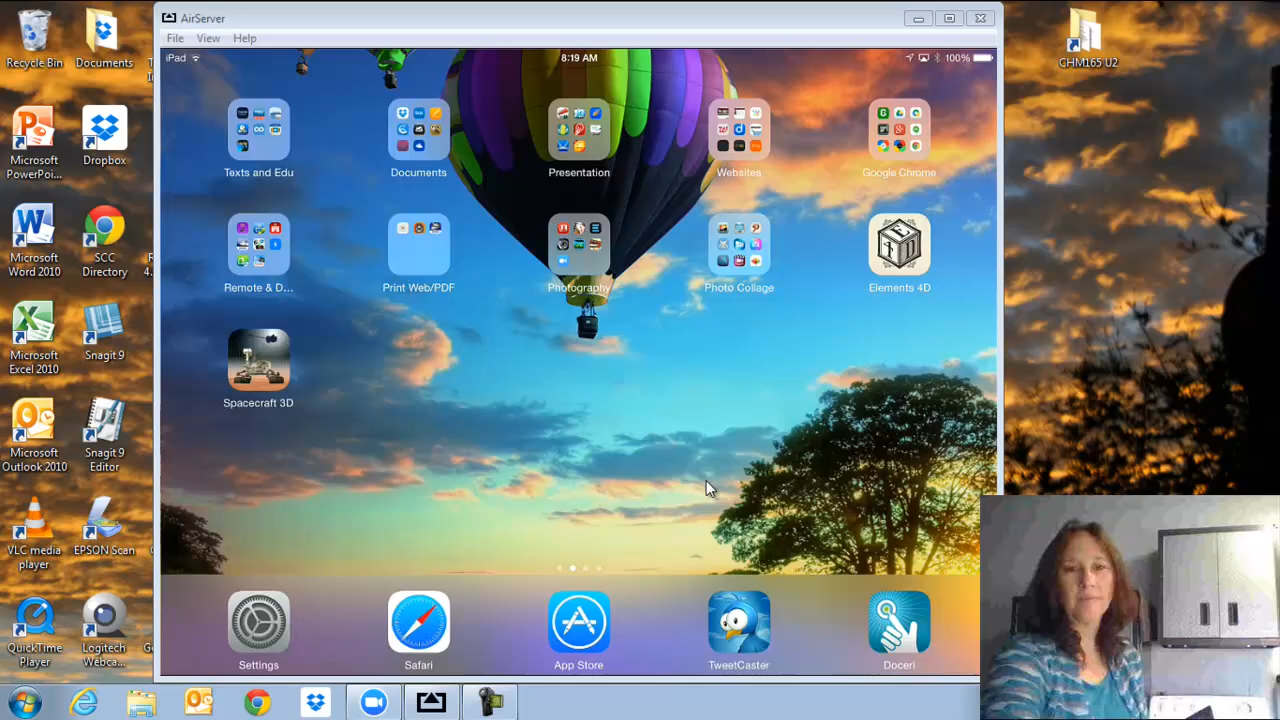 AirServer
File View Help
iPad 8:19 AM 100%
Recycle Bin
Documents
CHM165 U2
Microsoft PowerPoi...
Dropbox
Microsoft Word 2010
SCC Directory
Microsoft Excel 2010
Snagit 9
Microsoft Outlook 2010
Snagit 9 Editor
VLC media player
EPSON Scan
QuickTime Player
Logitech Webca...
Texts and Edu
Documents
Presentation
Websites
Google Chrome
Remote & D...
Print Web/PDF
Photography
Photo Collage
Elements 4D
Spacecraft 3D
Settings
Safari
App Store
TweetCaster
Doceri